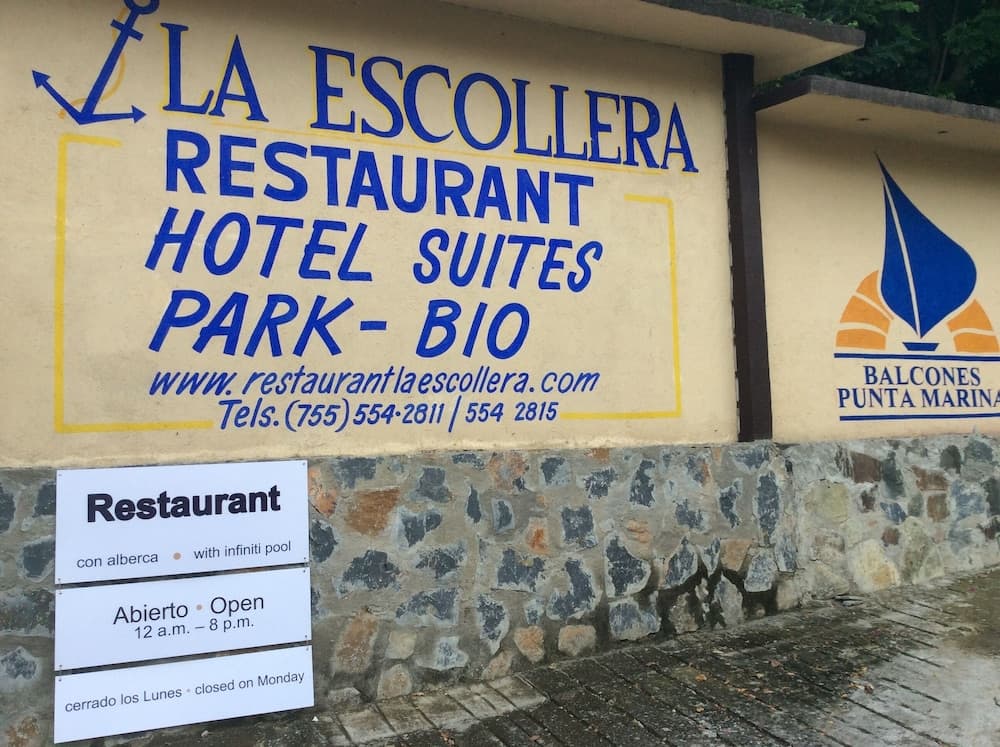 LA ESCOLLERA
RESTAURANT
HOTEL SUITES
PARK - BIO
www.restaurantlaescollera.com
Tels.(755)554·2811/554 2815
BALCONES
PUNTA MARINA
Restaurant
con alberca • with infiniti pool
Abierto • Open
12 a.m. – 8 p.m.
cerrado los Lunes • closed on Monday